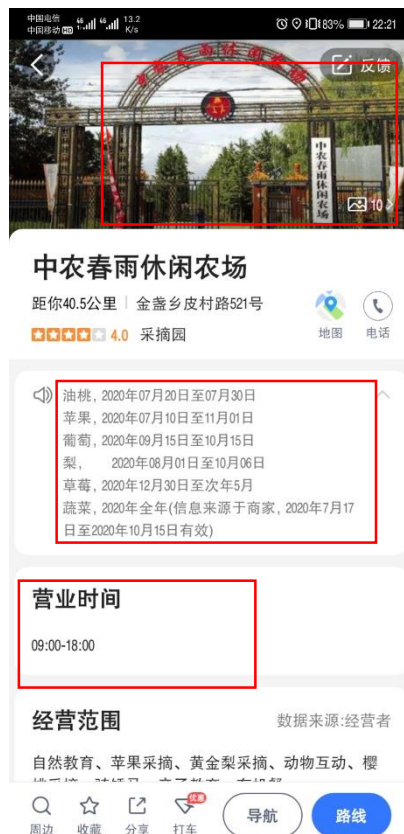 中国电信 46 46 13.2
中国移动 HD K/s 83% 22:21
反馈
中农春雨休闲农场
10
中农春雨休闲农场
距你40.5公里 | 金盏乡皮村路521号
4.0 采摘园
地图 电话
油桃, 2020年07月20日至07月30日
苹果, 2020年07月10日至11月01日
葡萄, 2020年09月15日至10月15日
梨, 2020年08月01日至10月06日
草莓, 2020年12月30日至次年5月
蔬菜, 2020年全年(信息来源于商家, 2020年7月17
日至2020年10月15日有效)
营业时间
09:00-18:00
经营范围 数据来源:经营者
自然教育、苹果采摘、黄金梨采摘、动物互动、樱
周边 收藏 分享 优惠 打车 导航 路线